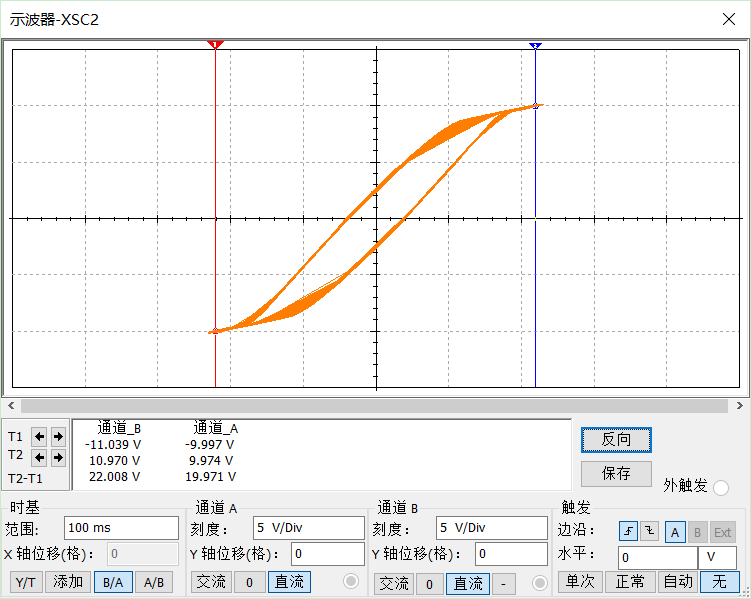 示波器-XSC2
1
2
T1
T2
T2-T1
通道_B 通道_A
-11.039 V -9.997 V
10.970 V 9.974 V
22.008 V 19.971 V
反向
保存
外触发
时基
范围: 100 ms
X 轴位移(格): 0
Y/T 添加 B/A A/B
通道 A
刻度: 5 V/Div
Y 轴位移(格): 0
交流 0 直流
通道 B
刻度: 5 V/Div
Y 轴位移(格): 0
交流 0 直流 -
触发
边沿: A B Ext
水平: 0 V
单次 正常 自动 无